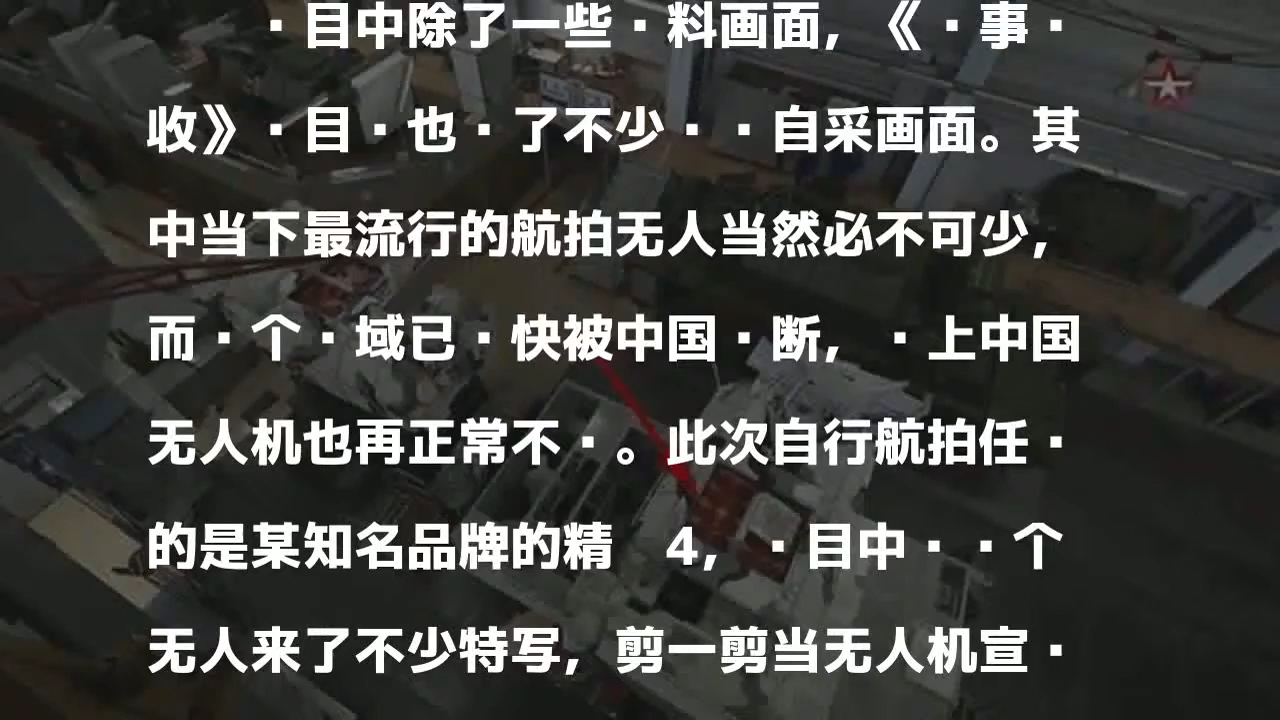 ·目中除了一些·料画面，《·事·
收》·目·也·了不少··自采画面。其
中当下最流行的航拍无人当然必不可少，
而·个·域已·快被中国·断，·上中国
无人机也再正常不·。此次自行航拍任·
的是某知名品牌的精 4，·目中··个
无人来了不少特写，剪一剪当无人机宣·